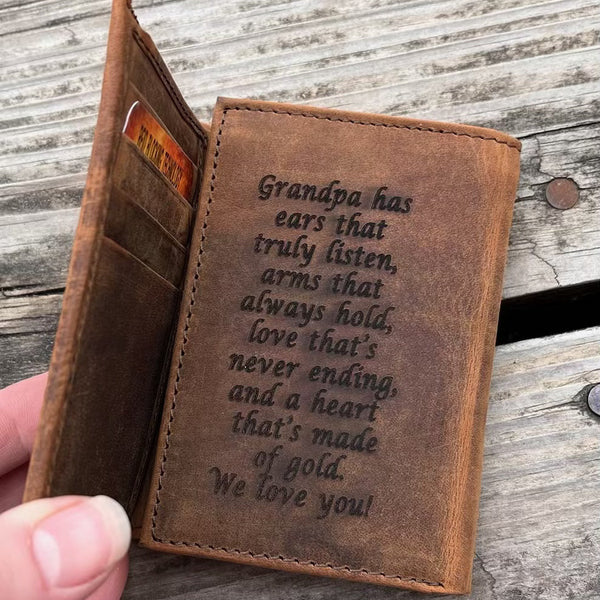 Grandpa has
ears that
truly listen,
arms that
always hold,
love that's
never ending,
and a heart
that's made
of gold.
We love you!